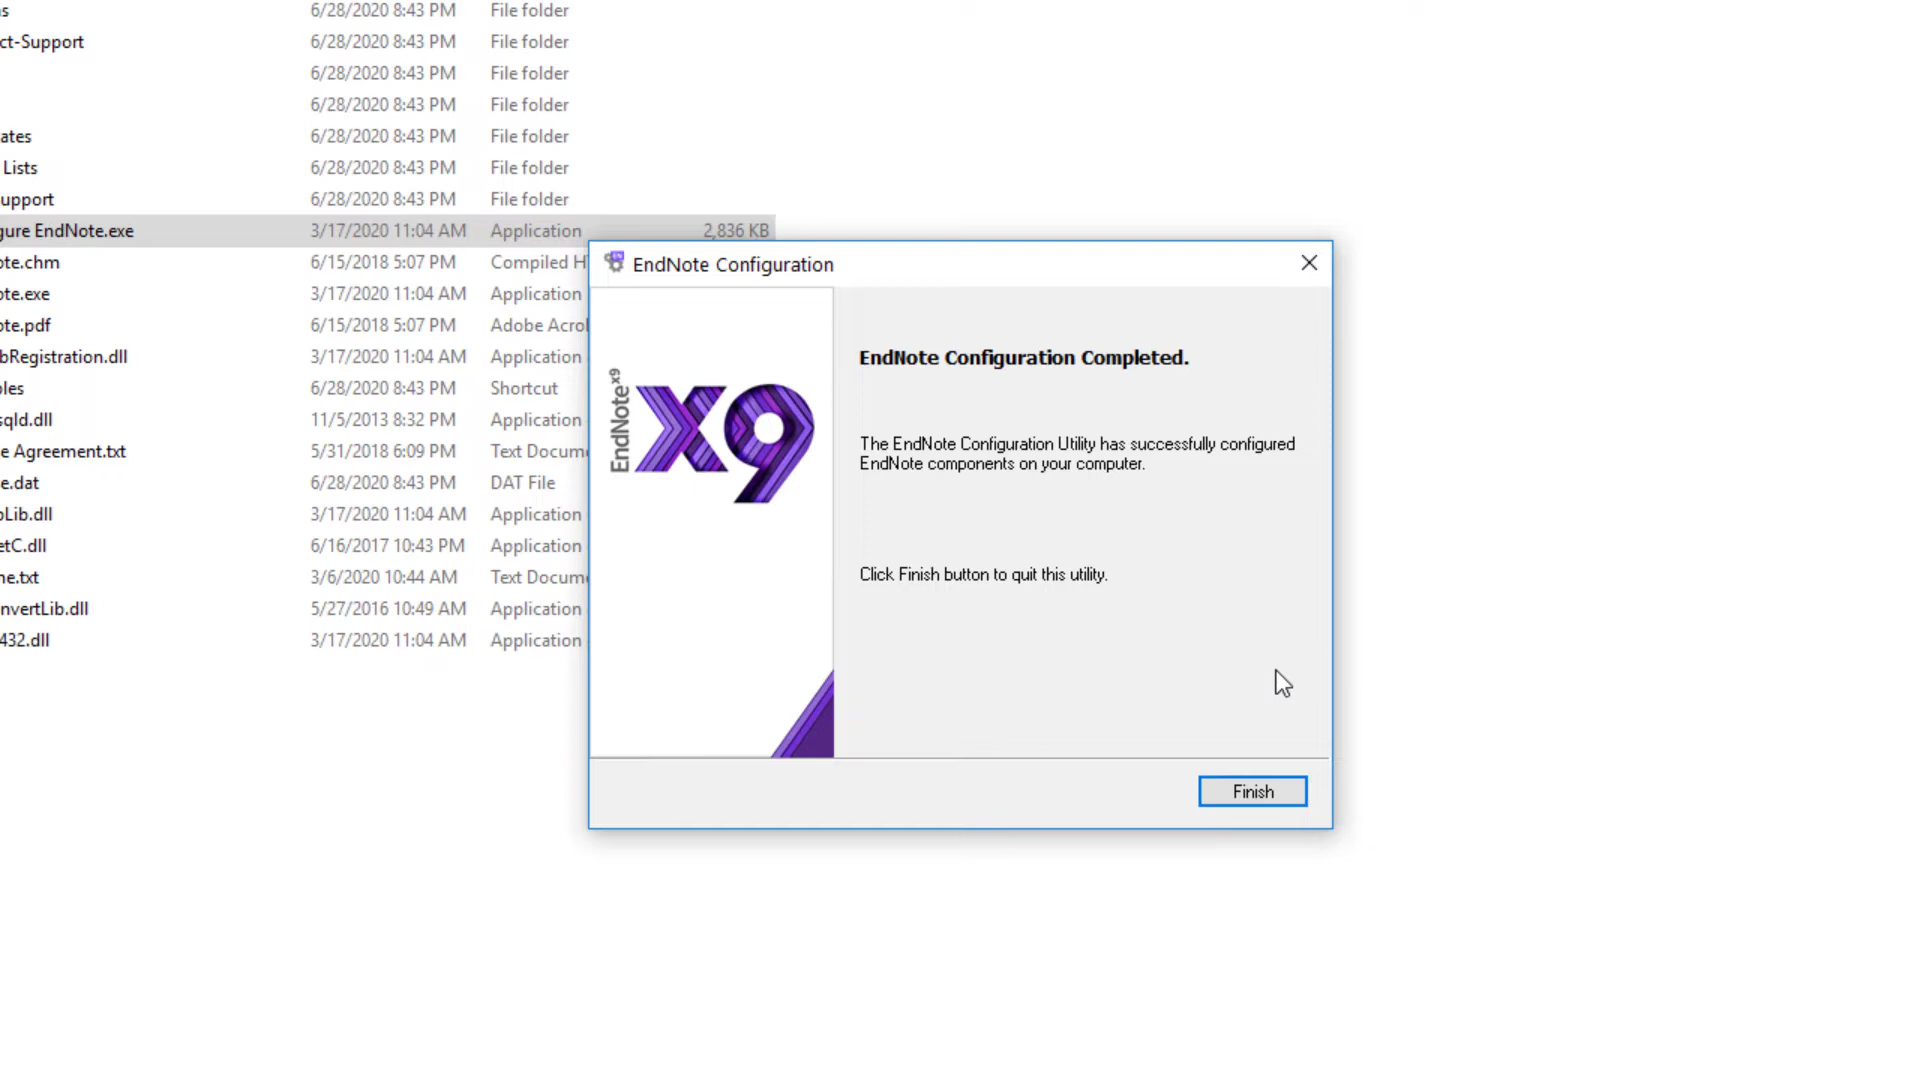 s 6/28/2020 8:43 PM File folder
ct-Support 6/28/2020 8:43 PM File folder
6/28/2020 8:43 PM File folder
6/28/2020 8:43 PM File folder
ates 6/28/2020 8:43 PM File folder
Lists 6/28/2020 8:43 PM File folder
upport 6/28/2020 8:43 PM File folder
gure EndNote.exe 3/17/2020 11:04 AM Application 2,836 KB
ote.chm 6/15/2018 5:07 PM Compiled H
ote.exe 3/17/2020 11:04 AM Application
ote.pdf 6/15/2018 5:07 PM Adobe Acro
bRegistration.dll 3/17/2020 11:04 AM Application
ples 6/28/2020 8:43 PM Shortcut
sqld.dll 11/5/2013 8:32 PM Application
e Agreement.txt 5/31/2018 6:09 PM Text Docum
e.dat 6/28/2020 8:43 PM DAT File
oLib.dll 3/17/2020 11:04 AM Application
etC.dll 6/16/2017 10:43 PM Application
me.txt 3/6/2020 10:44 AM Text Docum
nvertLib.dll 5/27/2016 10:49 AM Application
432.dll 3/17/2020 11:04 AM Application
EndNote Configuration
EndNote x9
X9
EndNote Configuration Completed.
The EndNote Configuration Utility has successfully configured
EndNote components on your computer.
Click Finish button to quit this utility.
Finish